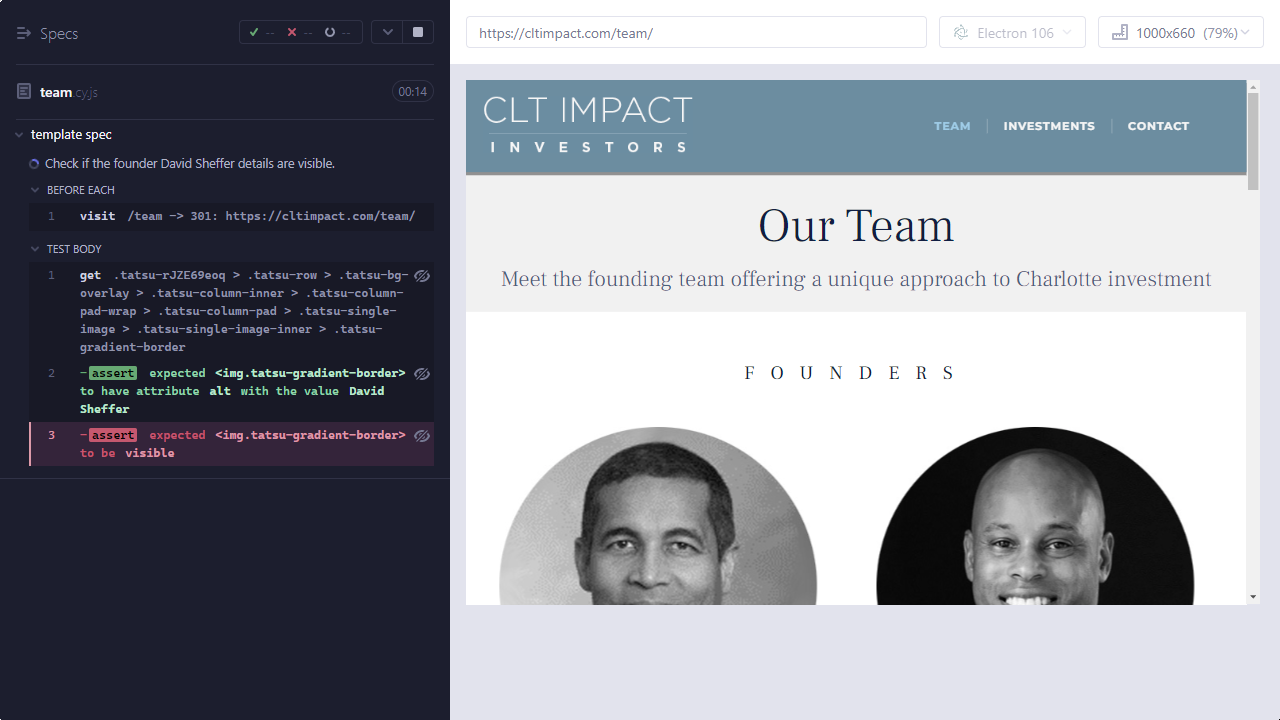 Specs
-- -- --
team.cy.js
00:14
template spec
Check if the founder David Sheffer details are visible.
BEFORE EACH
1 visit /team -> 301: https://cltimpact.com/team/
TEST BODY
1 get .tatsu-rJZE69eoq > .tatsu-row > .tatsu-bg-
overlay > .tatsu-column-inner > .tatsu-column-
pad-wrap > .tatsu-column-pad > .tatsu-single-
image > .tatsu-single-image-inner > .tatsu-
gradient-border
2 -assert expected <img.tatsu-gradient-border>
to have attribute alt with the value David
Sheffer
3 -assert expected <img.tatsu-gradient-border>
to be visible
https://cltimpact.com/team/
Electron 106
1000x660 (79%)
CLT IMPACT
INVESTORS
TEAM
INVESTMENTS
CONTACT
Our Team
Meet the founding team offering a unique approach to Charlotte investment
FOUNDERS